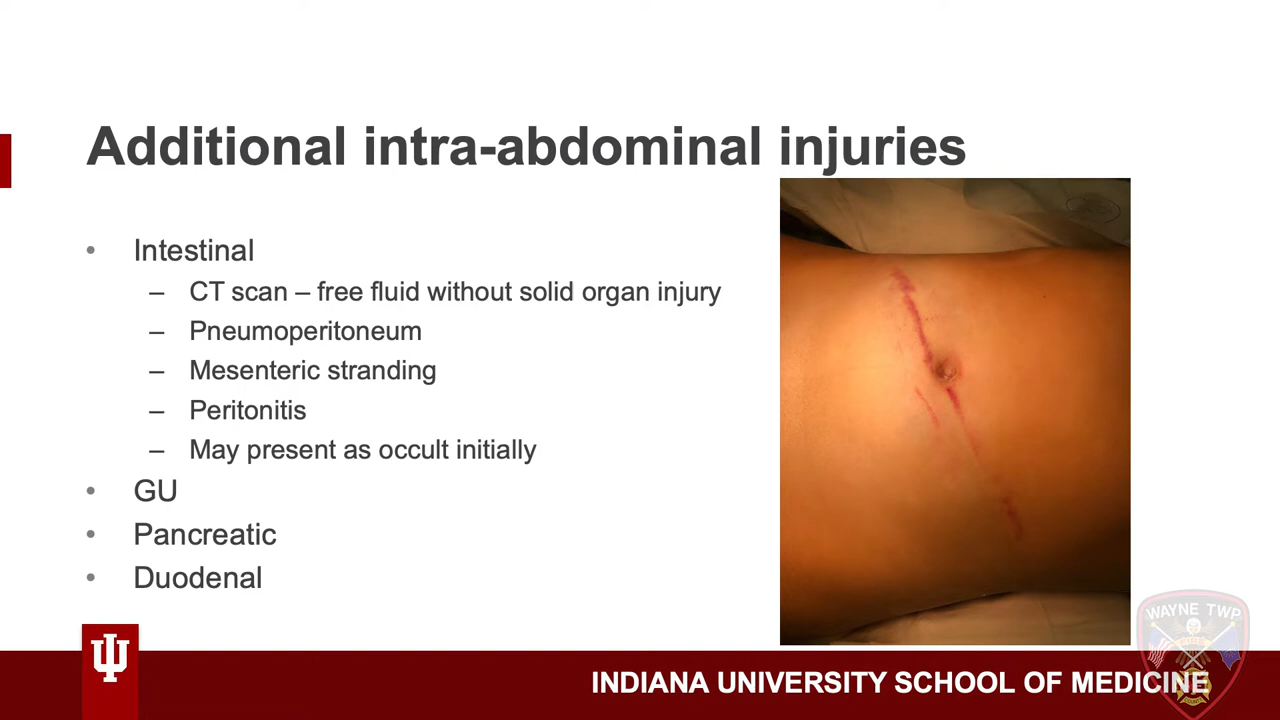 Additional intra-abdominal injuries
• Intestinal
– CT scan – free fluid without solid organ injury
– Pneumoperitoneum
– Mesenteric stranding
– Peritonitis
– May present as occult initially
• GU
• Pancreatic
• Duodenal
WAYNE TWP
INDIANA UNIVERSITY SCHOOL OF MEDICINE